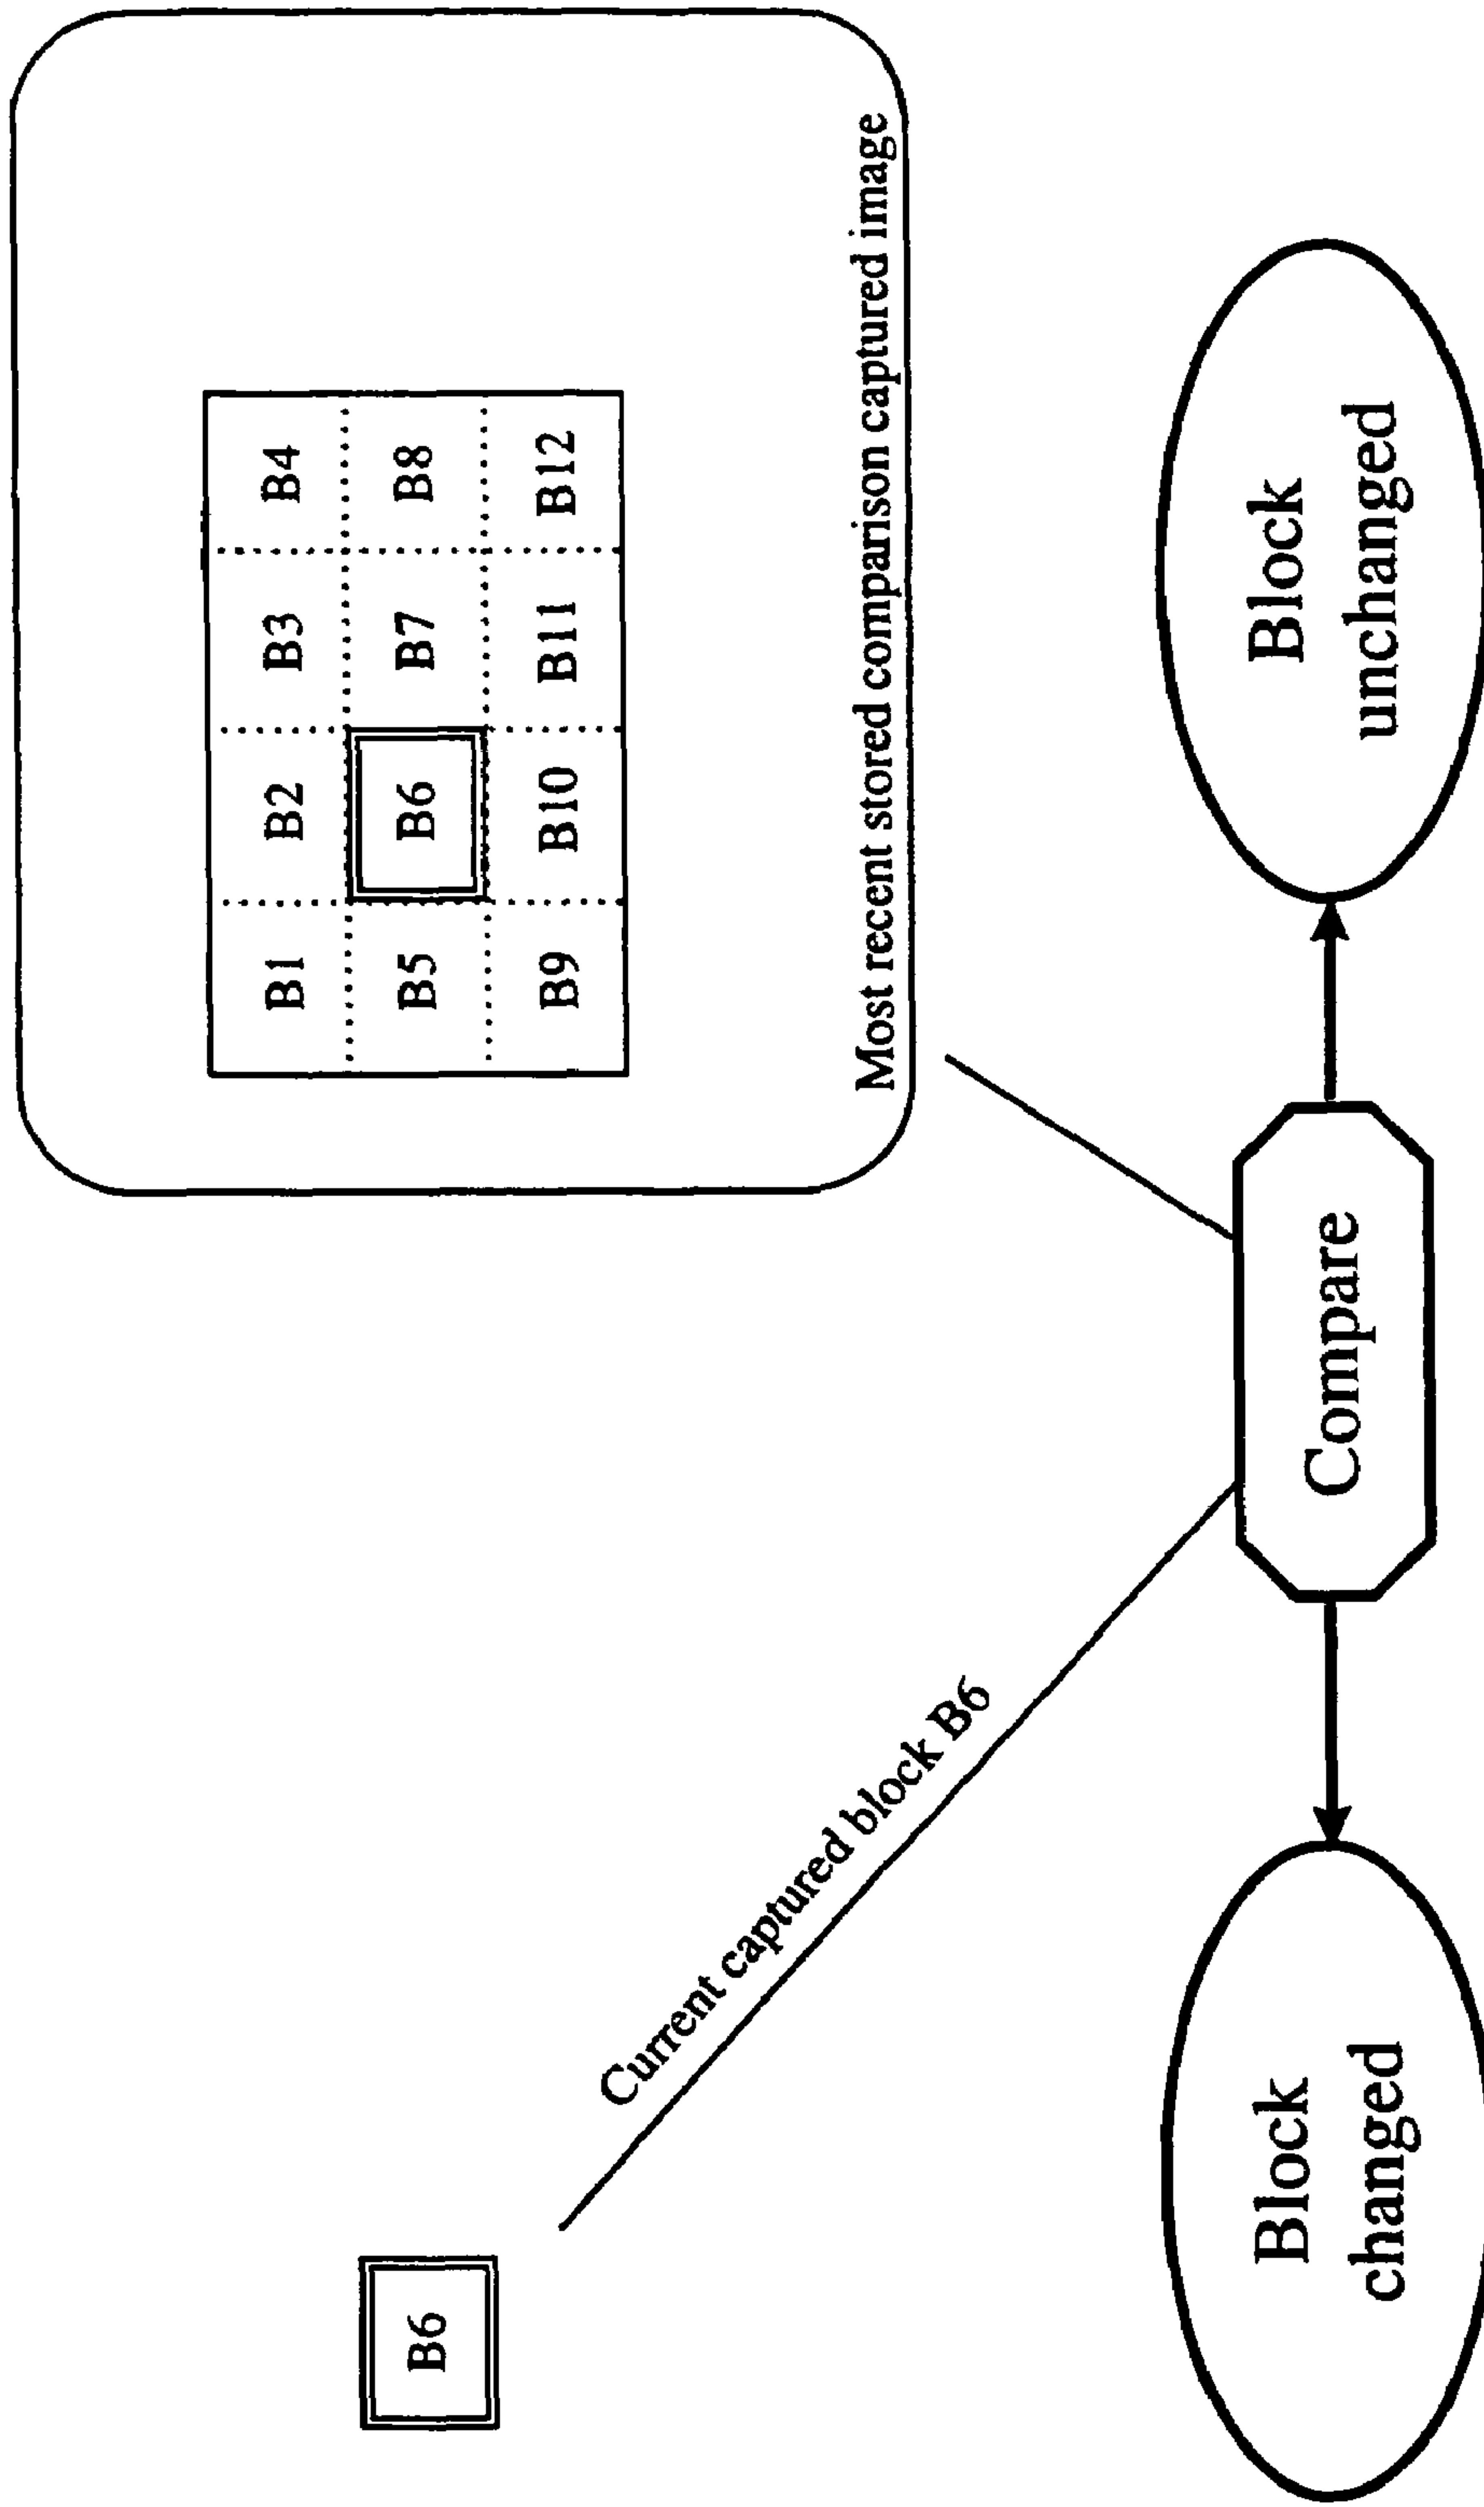 B1 B2 B3 B4
B5 B6 B7 B8
B9 B10 B11 B12
Most recent stored comparison captured image
B6
Current captured block B6
Compare
Block
changed
Block
unchanged